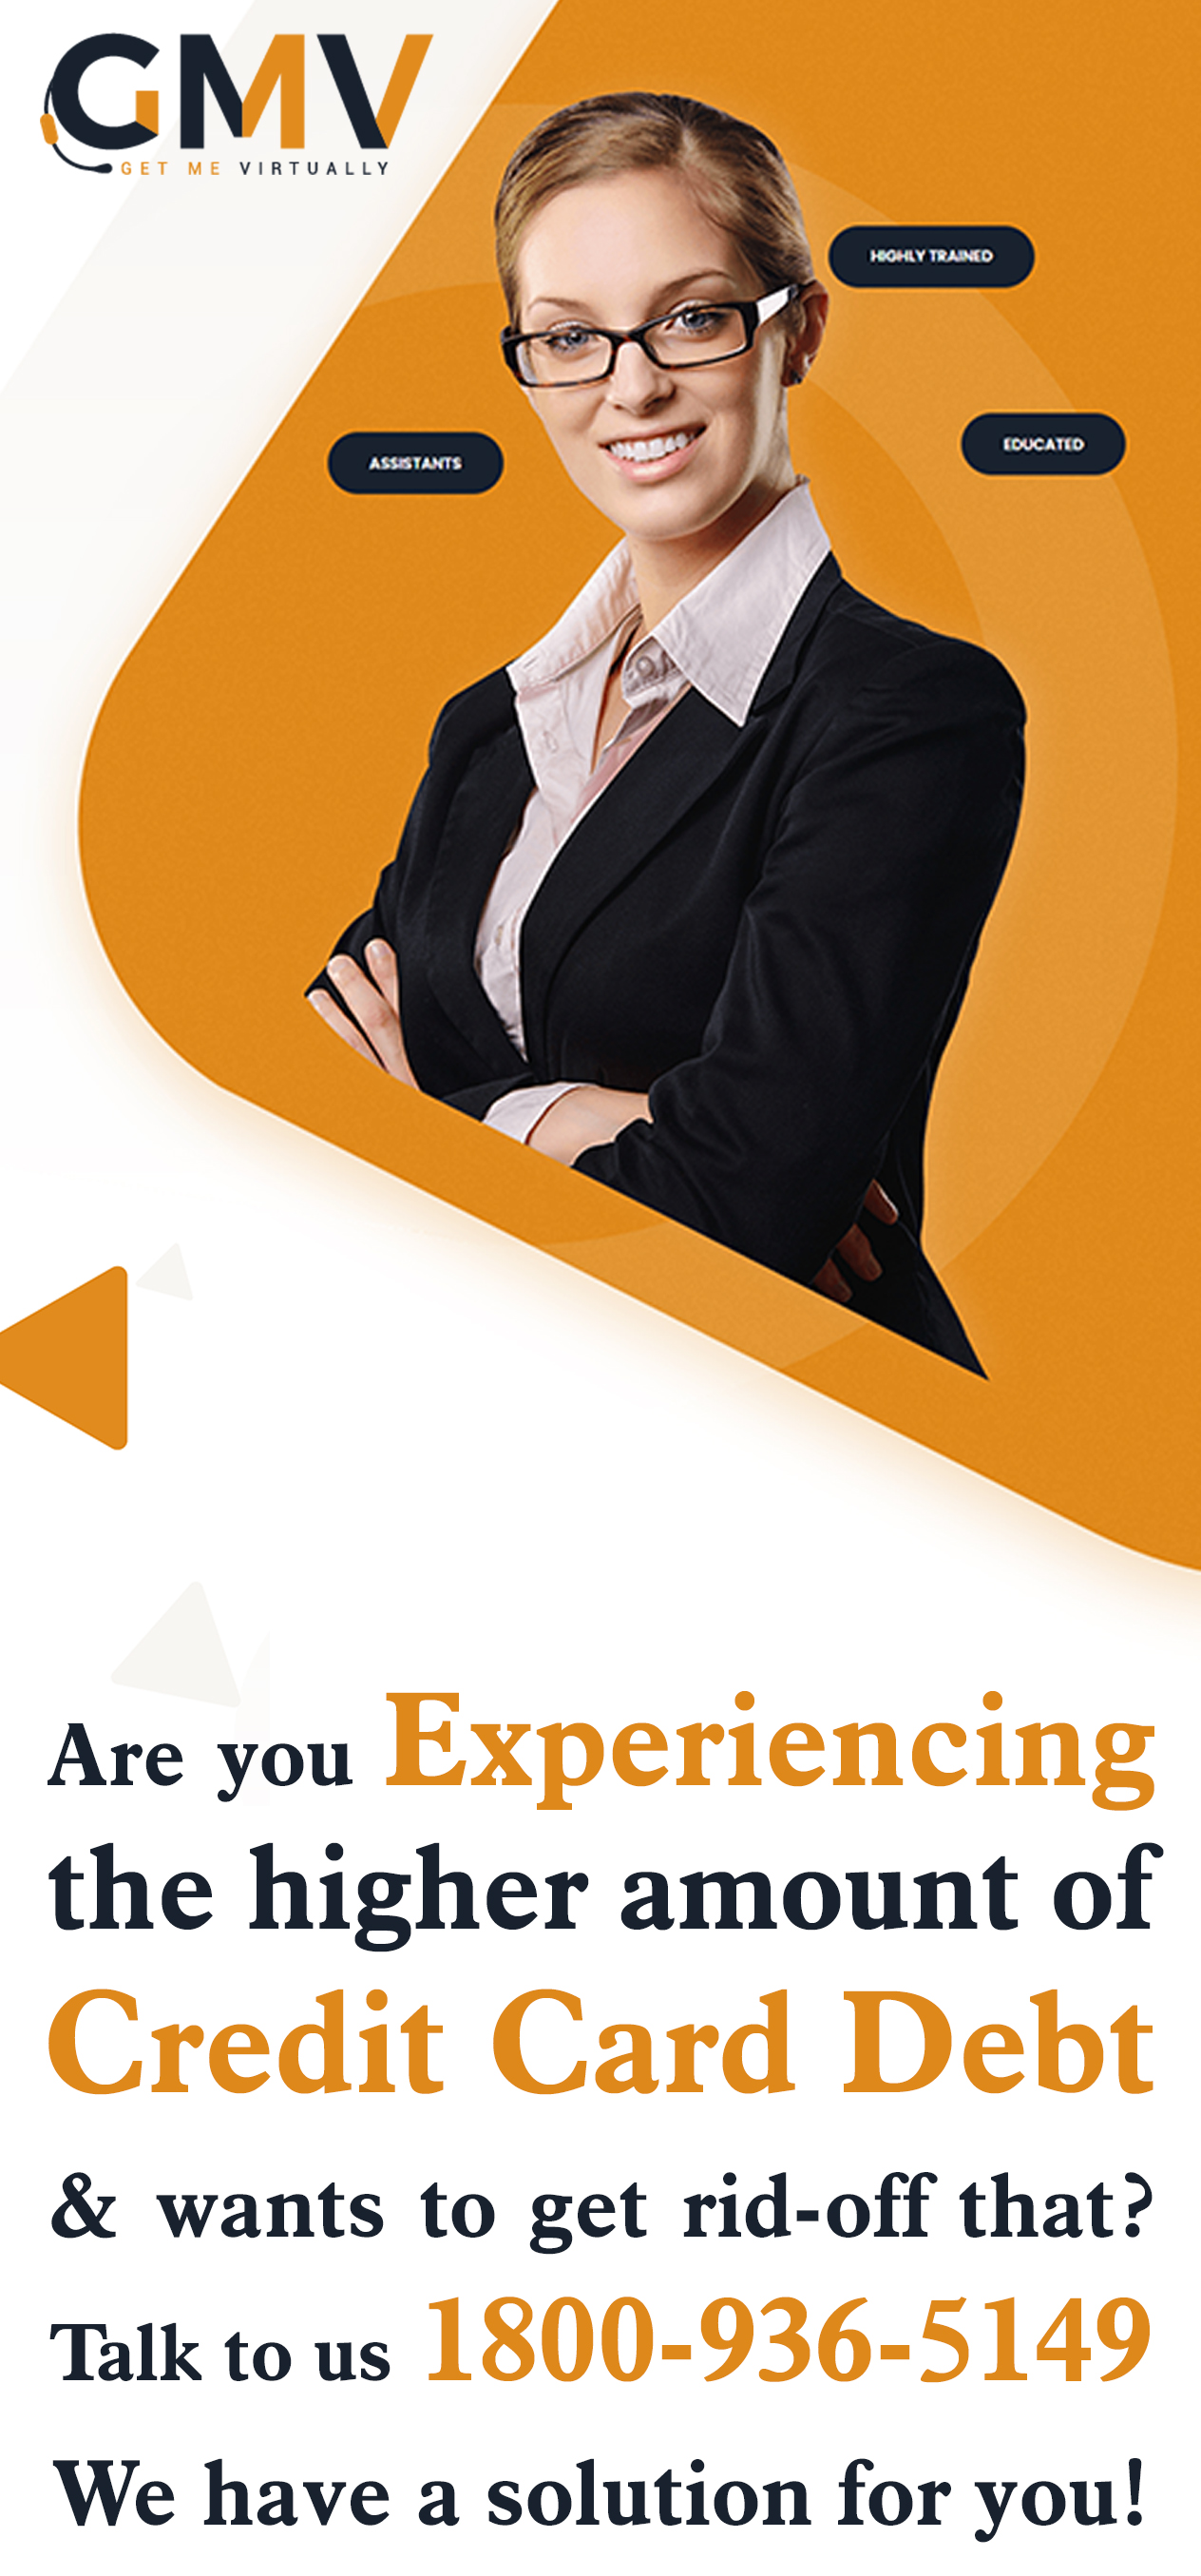 GMV
GET ME VIRTUALLY
HIGHLY TRAINED
EDUCATED
ASSISTANTS
Are you Experiencing
the higher amount of
Credit Card Debt
& wants to get rid-off that?
Talk to us 1800-936-5149
We have a solution for you!